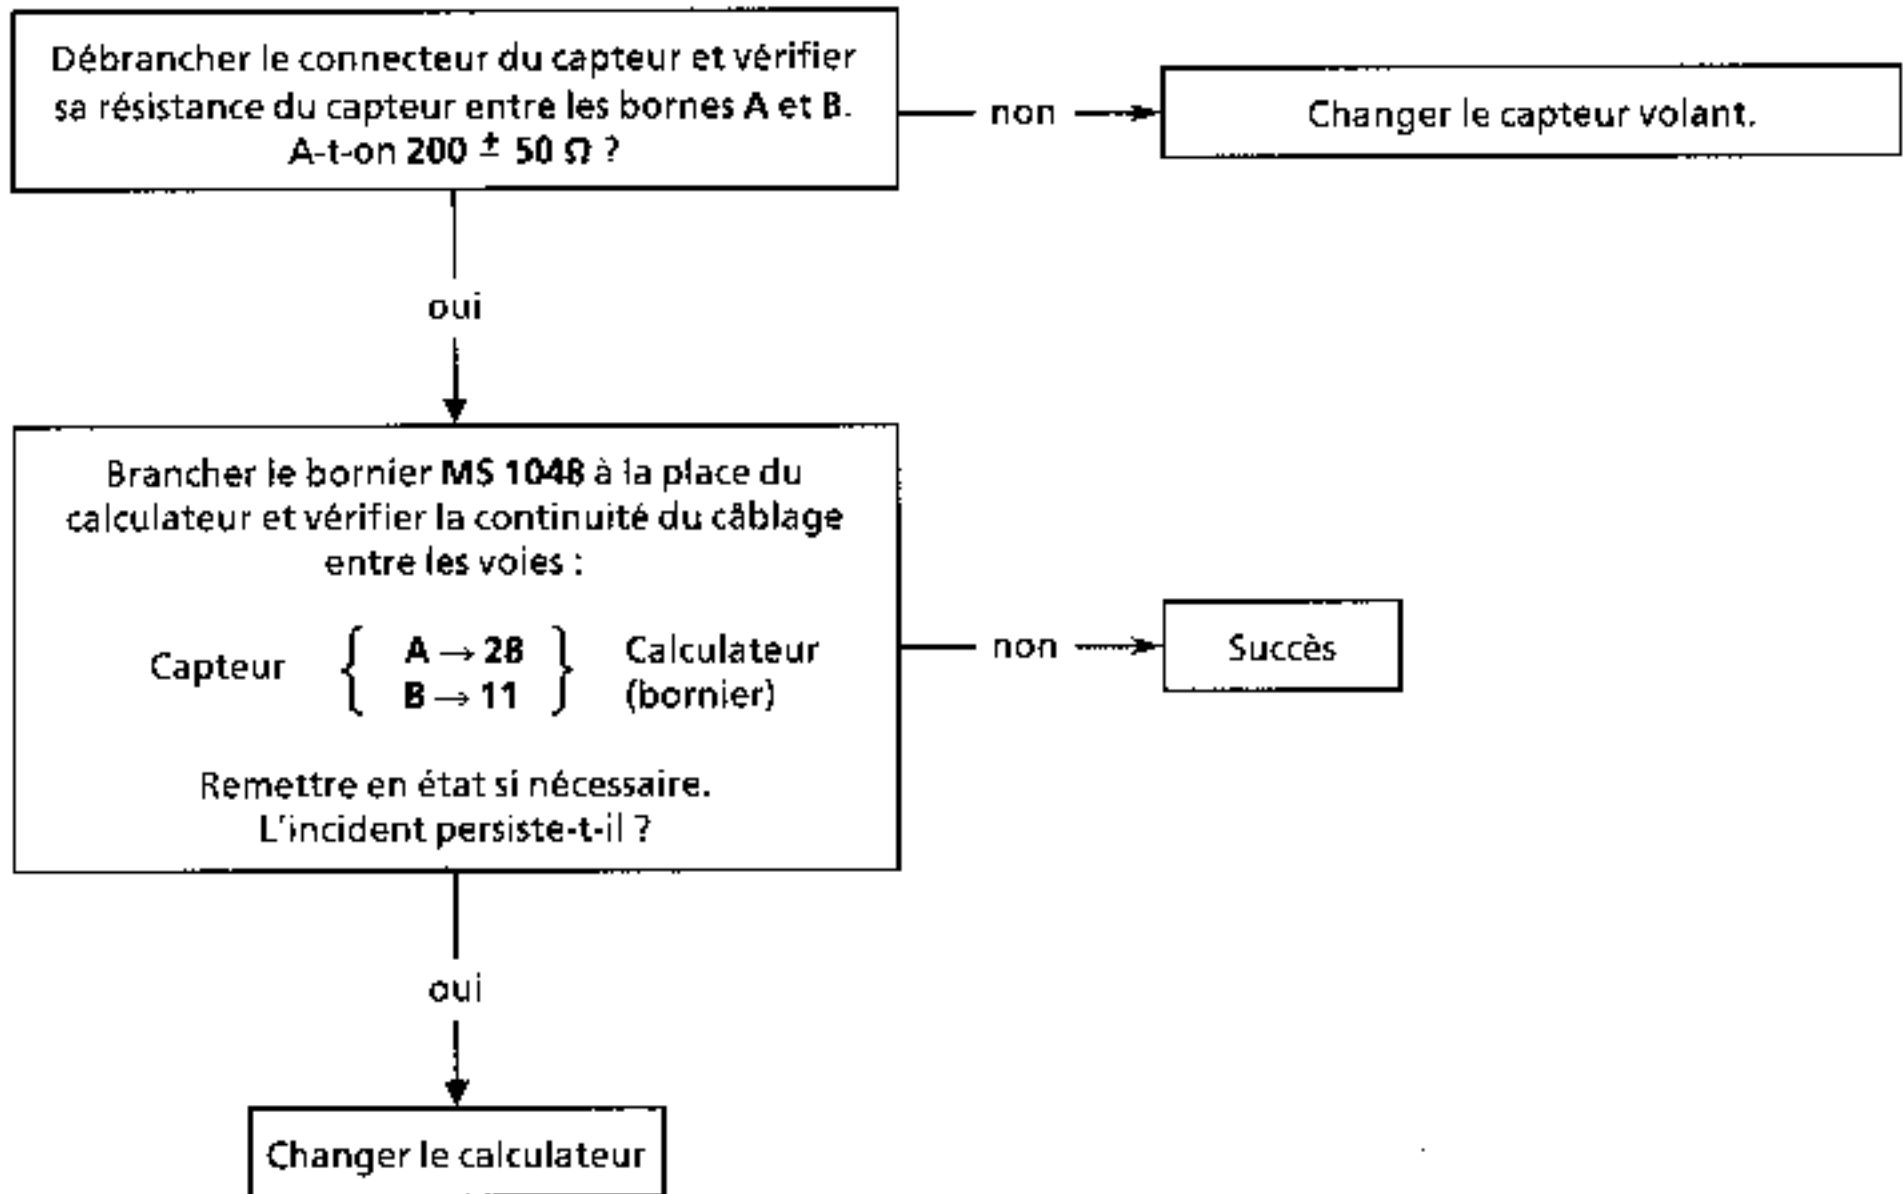 Débrancher le connecteur du capteur et vérifier
sa résistance du capteur entre les bornes A et B.
A-t-on 200 ± 50 Ω ?
non
Changer le capteur volant.
oui
Brancher le bornier MS 1048 à la place du
calculateur et vérifier la continuité du câblage
entre les voies :
Capteur { A → 28 } Calculateur
B → 11 (bornier)
Remettre en état si nécessaire.
L'incident persiste-t-il ?
non
Succès
oui
Changer le calculateur